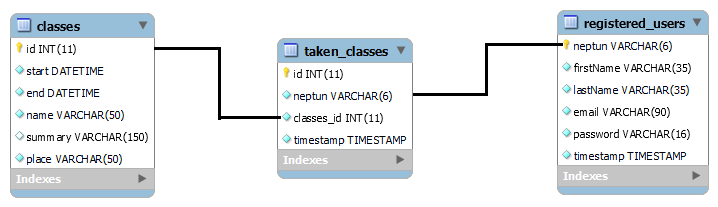 classes
id INT(11)
start DATETIME
end DATETIME
name VARCHAR(50)
summary VARCHAR(150)
place VARCHAR(50)
Indexes
taken_classes
id INT(11)
neptun VARCHAR(6)
classes_id INT(11)
timestamp TIMESTAMP
Indexes
registered_users
neptun VARCHAR(6)
firstName VARCHAR(35)
lastName VARCHAR(35)
email VARCHAR(90)
password VARCHAR(16)
timestamp TIMESTAMP
Indexes